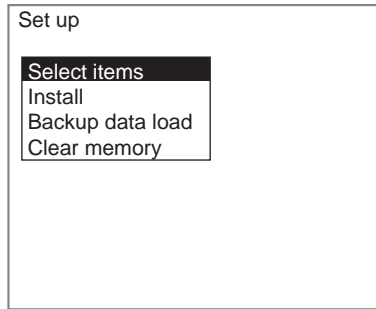 Set up
Select items
Install
Backup data load
Clear memory